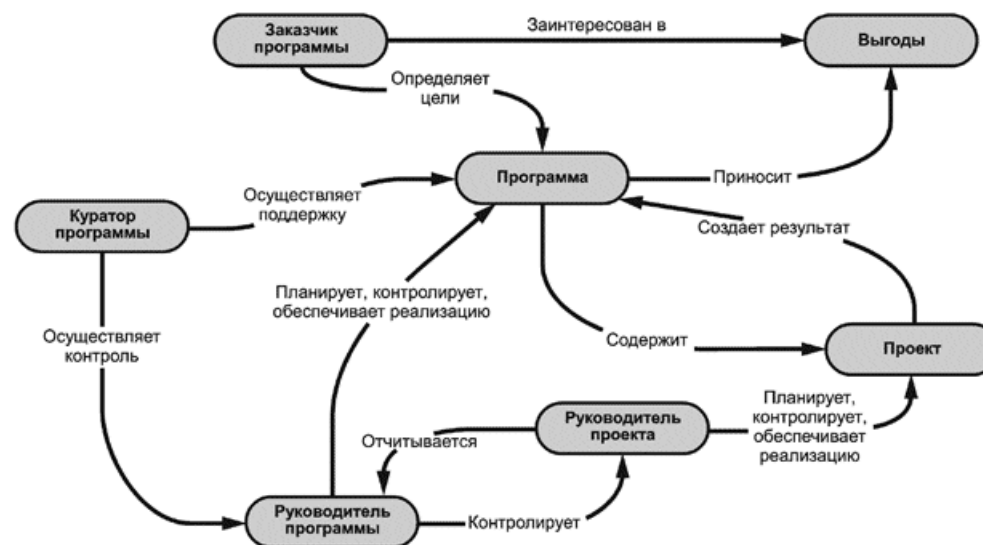 Заказчик
программы
Заинтересован в
Выгоды
Определяет
цели
Программа
Приносит
Осуществляет
поддержку
Куратор
программы
Создает результат
Планирует, контролирует,
обеспечивает реализацию
Осуществляет
контроль
Содержит
Проект
Планирует,
контролирует,
обеспечивает
реализацию
Руководитель
проекта
Отчитывается
Руководитель
программы
Контролирует